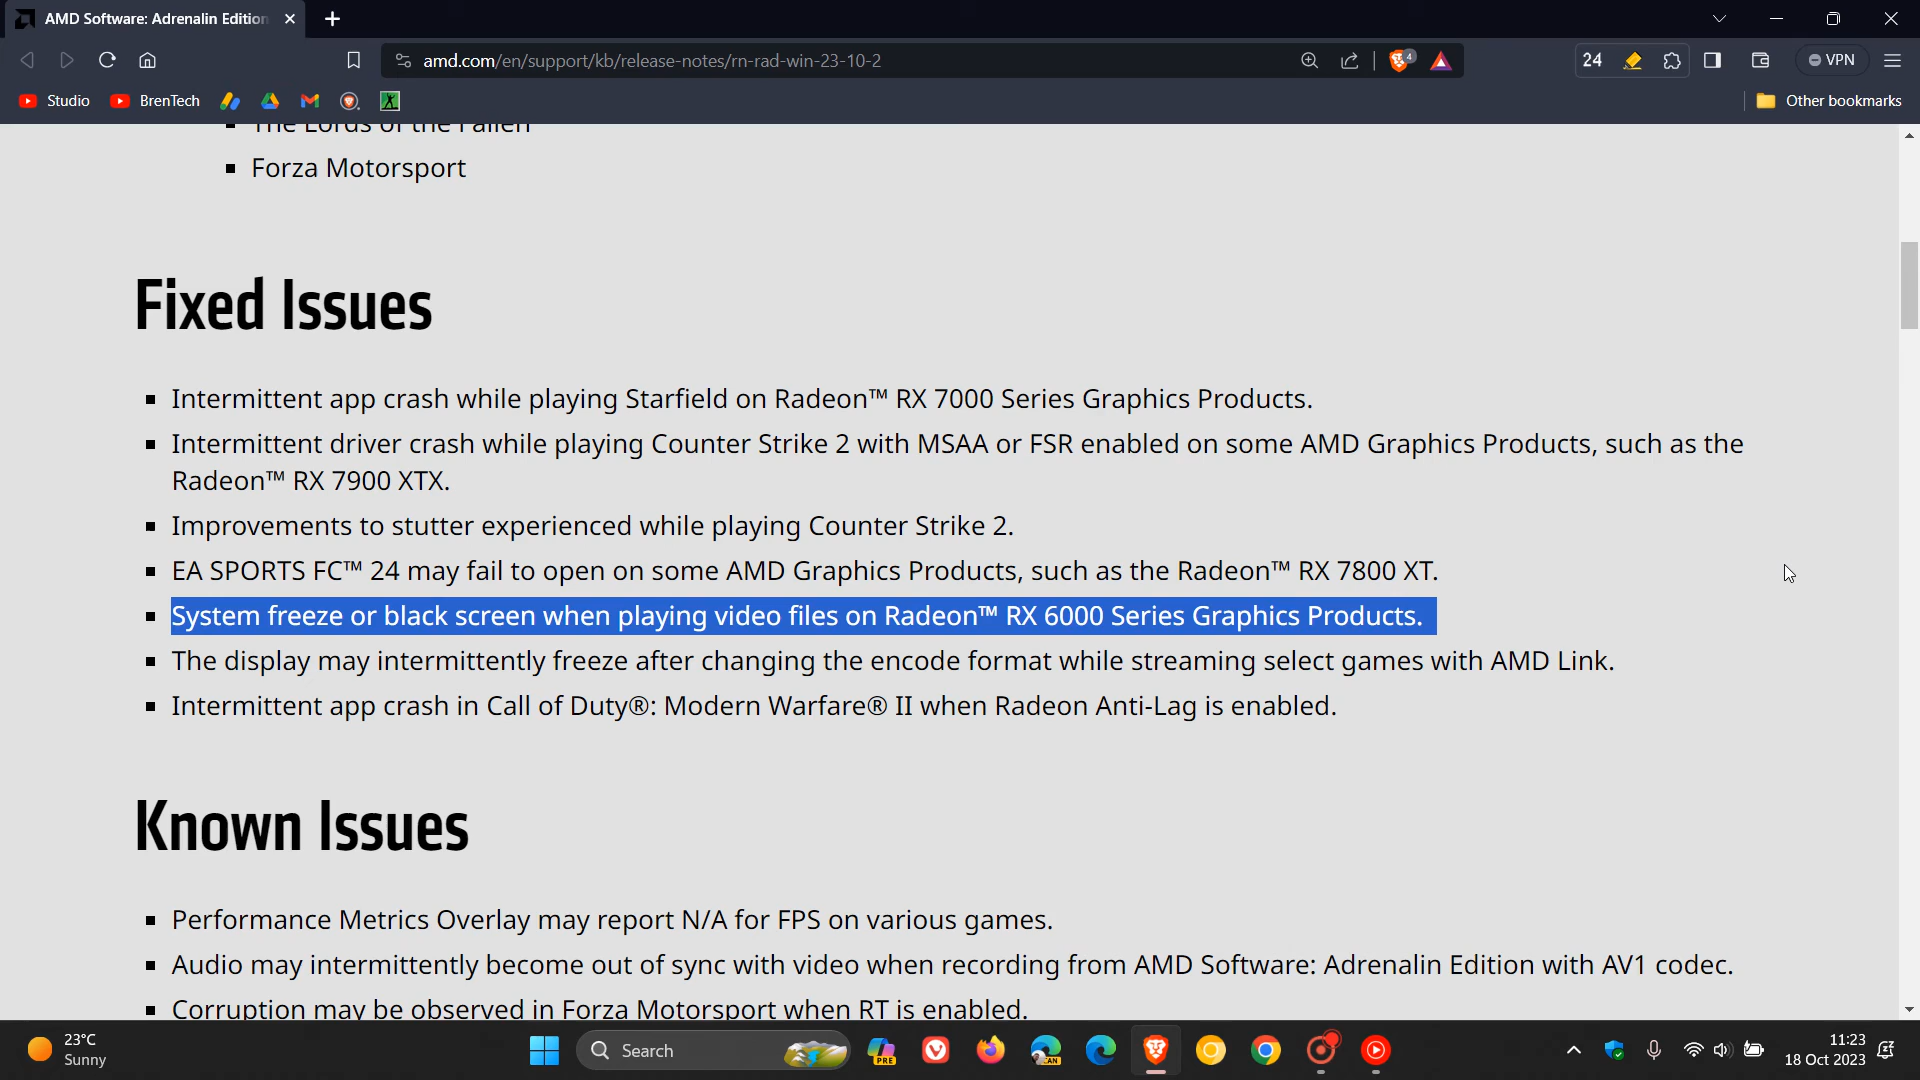 AMD Software: Adrenalin Edition
amd.com/en/support/kb/release-notes/rn-rad-win-23-10-2
4
24
VPN
Studio
BrenTech
Other bookmarks
The Lords of the Fallen
Forza Motorsport
Fixed Issues
Intermittent app crash while playing Starfield on Radeon™ RX 7000 Series Graphics Products.
Intermittent driver crash while playing Counter Strike 2 with MSAA or FSR enabled on some AMD Graphics Products, such as the
Radeon™ RX 7900 XTX.
Improvements to stutter experienced while playing Counter Strike 2.
EA SPORTS FC™ 24 may fail to open on some AMD Graphics Products, such as the Radeon™ RX 7800 XT.
System freeze or black screen when playing video files on Radeon™ RX 6000 Series Graphics Products.
The display may intermittently freeze after changing the encode format while streaming select games with AMD Link.
Intermittent app crash in Call of Duty®: Modern Warfare® II when Radeon Anti-Lag is enabled.
Known Issues
Performance Metrics Overlay may report N/A for FPS on various games.
Audio may intermittently become out of sync with video when recording from AMD Software: Adrenalin Edition with AV1 codec.
Corruption may be observed in Forza Motorsport when RT is enabled.
23°C
Sunny
Search
PRE
CAN
11:23
18 Oct 2023